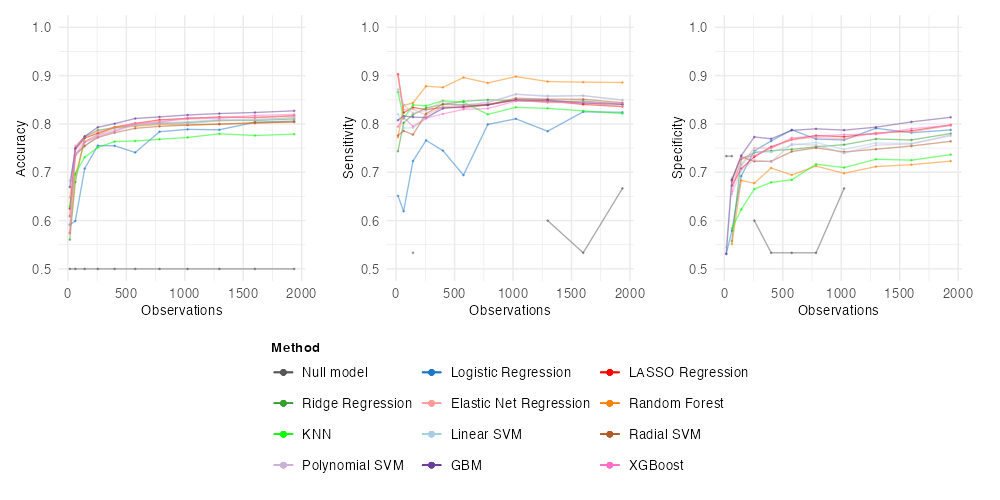 Accuracy
1.0
0.9
0.8
0.7
0.6
0.5
0 500 1000 1500 2000
Observations
Sensitivity
1.0
0.9
0.8
0.7
0.6
0.5
0 500 1000 1500 2000
Observations
Specificity
1.0
0.9
0.8
0.7
0.6
0.5
0 500 1000 1500 2000
Observations
Method
Null model Logistic Regression LASSO Regression
Ridge Regression Elastic Net Regression Random Forest
KNN Linear SVM Radial SVM
Polynomial SVM GBM XGBoost